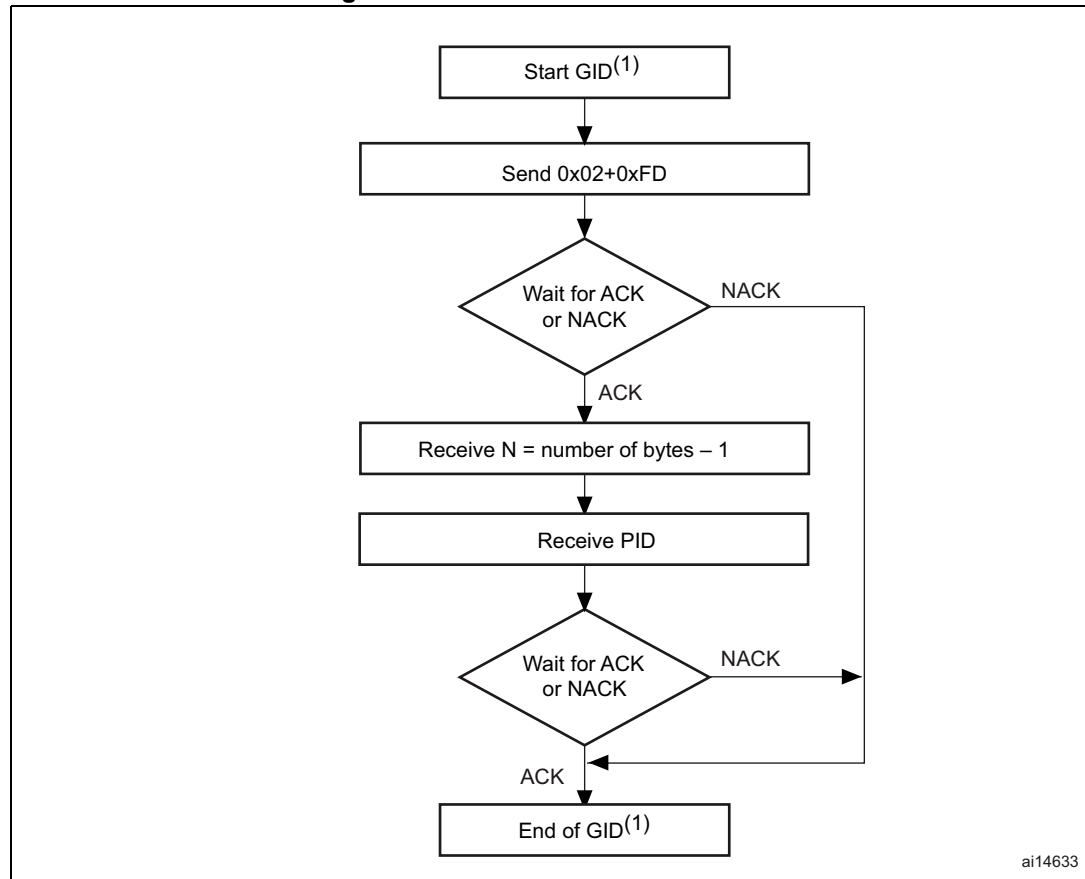 Start GID(1)
Send 0x02+0xFD
Wait for ACK
or NACK
NACK
ACK
Receive N = number of bytes – 1
Receive PID
Wait for ACK
or NACK
NACK
ACK
End of GID(1)
ai14633